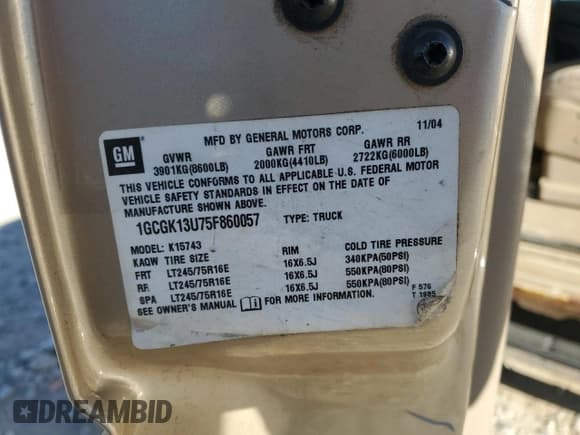 GM
MFD BY GENERAL MOTORS CORP. 11/04
GVWR GAWR FRT GAWR RR
3901KG(8600LB) 2000KG(4410LB) 2722KG(6000LB)
THIS VEHICLE CONFORMS TO ALL APPLICABLE U.S. FEDERAL MOTOR
VEHICLE SAFETY STANDARDS IN EFFECT ON THE DATE OF
MANUFACTURE SHOWN ABOVE.
1GCGK13U75F860057 TYPE: TRUCK
MODEL: K15743
KAQW TIRE SIZE RIM COLD TIRE PRESSURE
FRT LT245/75R16E 16X6.5J 340KPA(50PSI)
RR LT245/75R16E 16X6.5J 550KPA(80PSI)
SPA LT245/75R16E 16X6.5J 550KPA(80PSI)
SEE OWNER'S MANUAL FOR MORE INFORMATION.
F 576
T 1985
DREAMBID